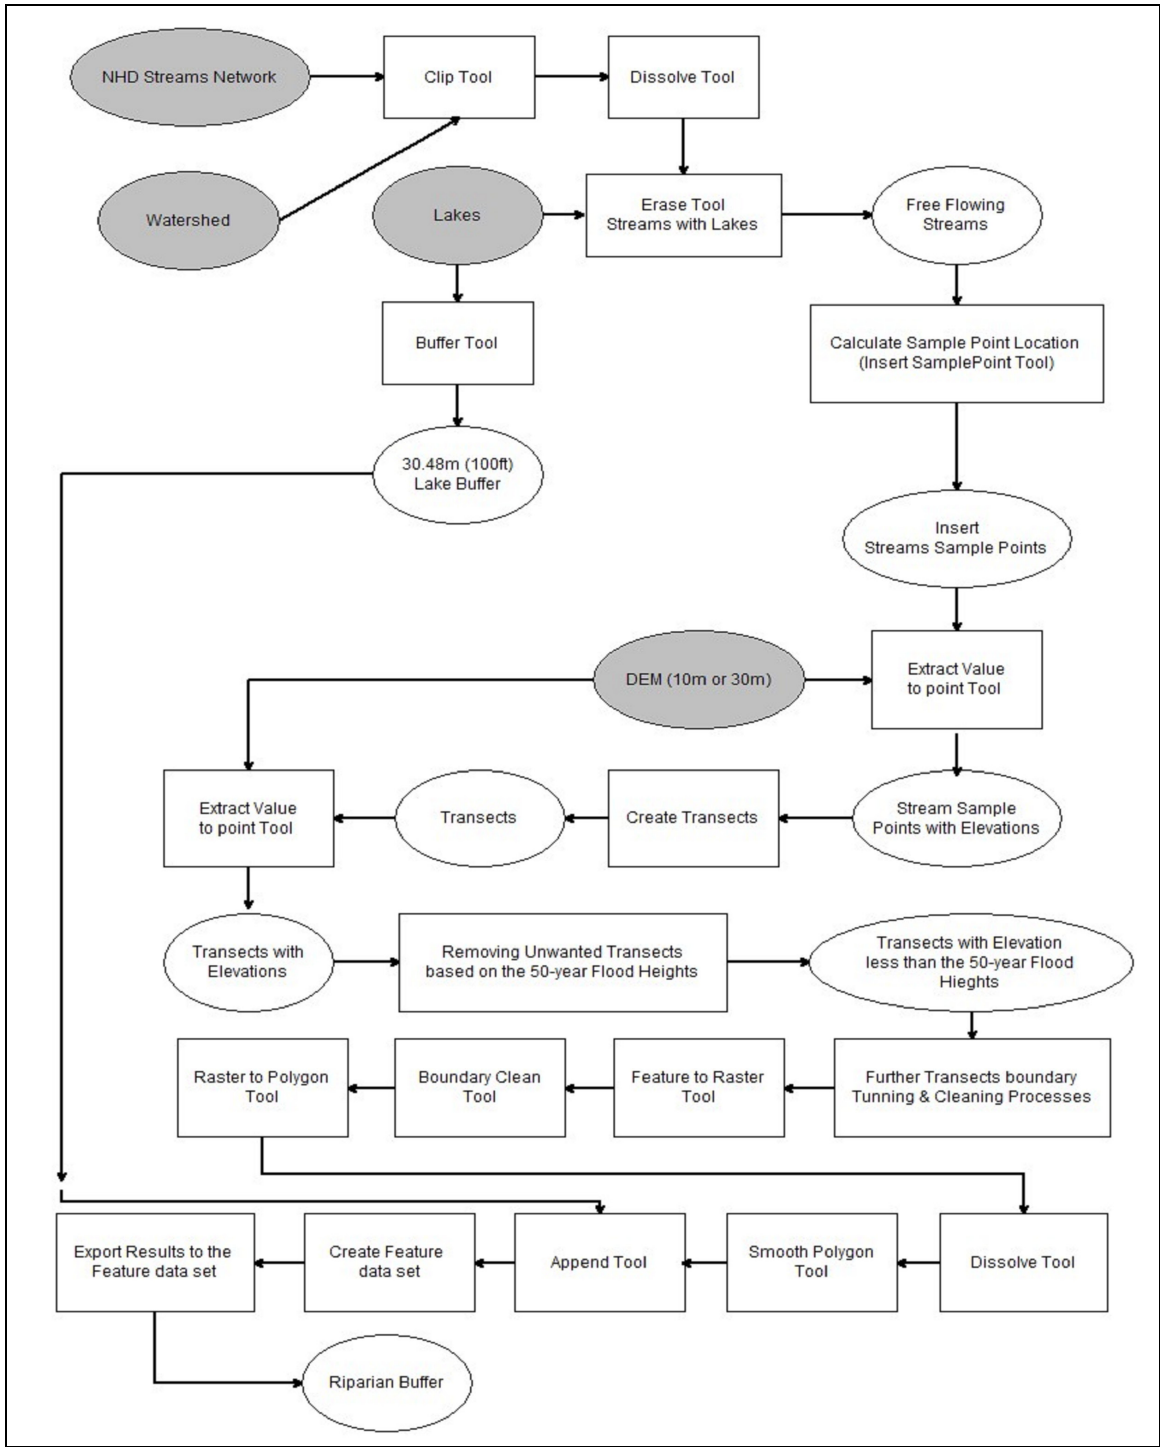 NHD Streams Network
Clip Tool
Dissolve Tool
Watershed
Lakes
Erase Tool
Streams with Lakes
Free Flowing
Streams
Buffer Tool
Calculate Sample Point Location
(Insert SamplePoint Tool)
30.48m (100ft)
Lake Buffer
Insert
Streams Sample Points
DEM (10m or 30m)
Extract Value
to point Tool
Extract Value
to point Tool
Transects
Create Transects
Stream Sample
Points with Elevations
Transects with
Elevations
Removing Unwanted Transects
based on the 50-year Flood Heights
Transects with Elevation
less than the 50-year Flood
Hieghts
Raster to Polygon
Tool
Boundary Clean
Tool
Feature to Raster
Tool
Further Transects boundary
Tunning & Cleaning Processes
Export Results to the
Feature data set
Create Feature
data set
Append Tool
Smooth Polygon
Tool
Dissolve Tool
Riparian Buffer